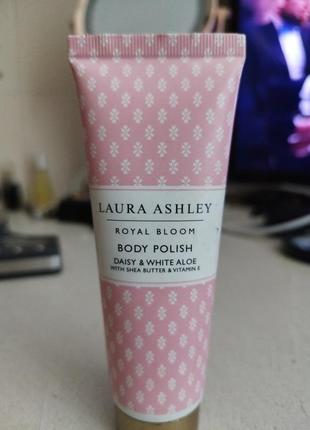 LAURA ASHLEY
ROYAL BLOOM
BODY POLISH
DAISY & WHITE ALOE
WITH SHEA BUTTER & VITAMIN E